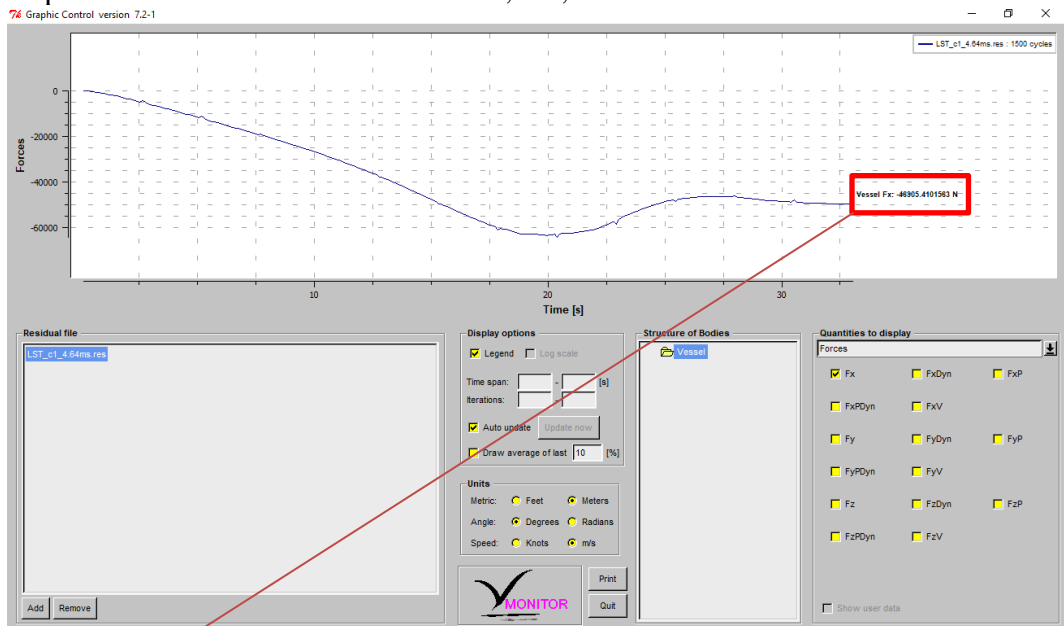 Graphic Control version 7.2-1
LST_c1_4.64ms.res : 1500 cycles
0
-20000
-40000
-60000
Forces
Vessel Fx: -46905.4101563 N
10 20 30
Time [s]
Residual file
LST_c1_4.64ms.res
Add Remove
Display options
Legend Log scale
Time span: - [s]
Iterations: -
Auto update Update now
Draw average of last 10 [%]
Units
Metric: Feet Meters
Angle: Degrees Radians
Speed: Knots m/s
MONITOR
Print
Quit
Structure of Bodies
Vessel
Quantities to display
Forces
Fx FxDyn FxP
FxPDyn FxV
Fy FyDyn FyP
FyPDyn FyV
Fz FzDyn FzP
FzPDyn FzV
Show user data